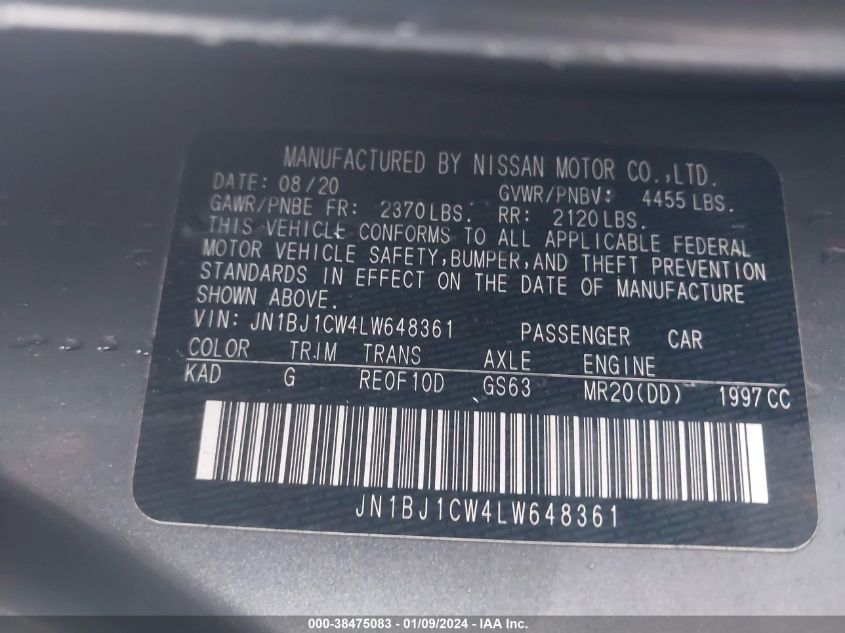 MANUFACTURED BY NISSAN MOTOR CO.,LTD.
DATE: 08/20 GVWR/PNBV: 4455 LBS.
GAWR/PNBE FR: 2370LBS. RR: 2120LBS.
THIS VEHICLE CONFORMS TO ALL APPLICABLE FEDERAL
MOTOR VEHICLE SAFETY,BUMPER,AND THEFT PREVENTION
STANDARDS IN EFFECT ON THE DATE OF MANUFACTURE
SHOWN ABOVE.
VIN: JN1BJ1CW4LW648361 PASSENGER CAR
COLOR TRIM TRANS AXLE ENGINE
KAD G RE0F10D GS63 MR20(DD) 1997CC
JN1BJ1CW4LW648361
000-38475083 - 01/09/2024 - IAA Inc.